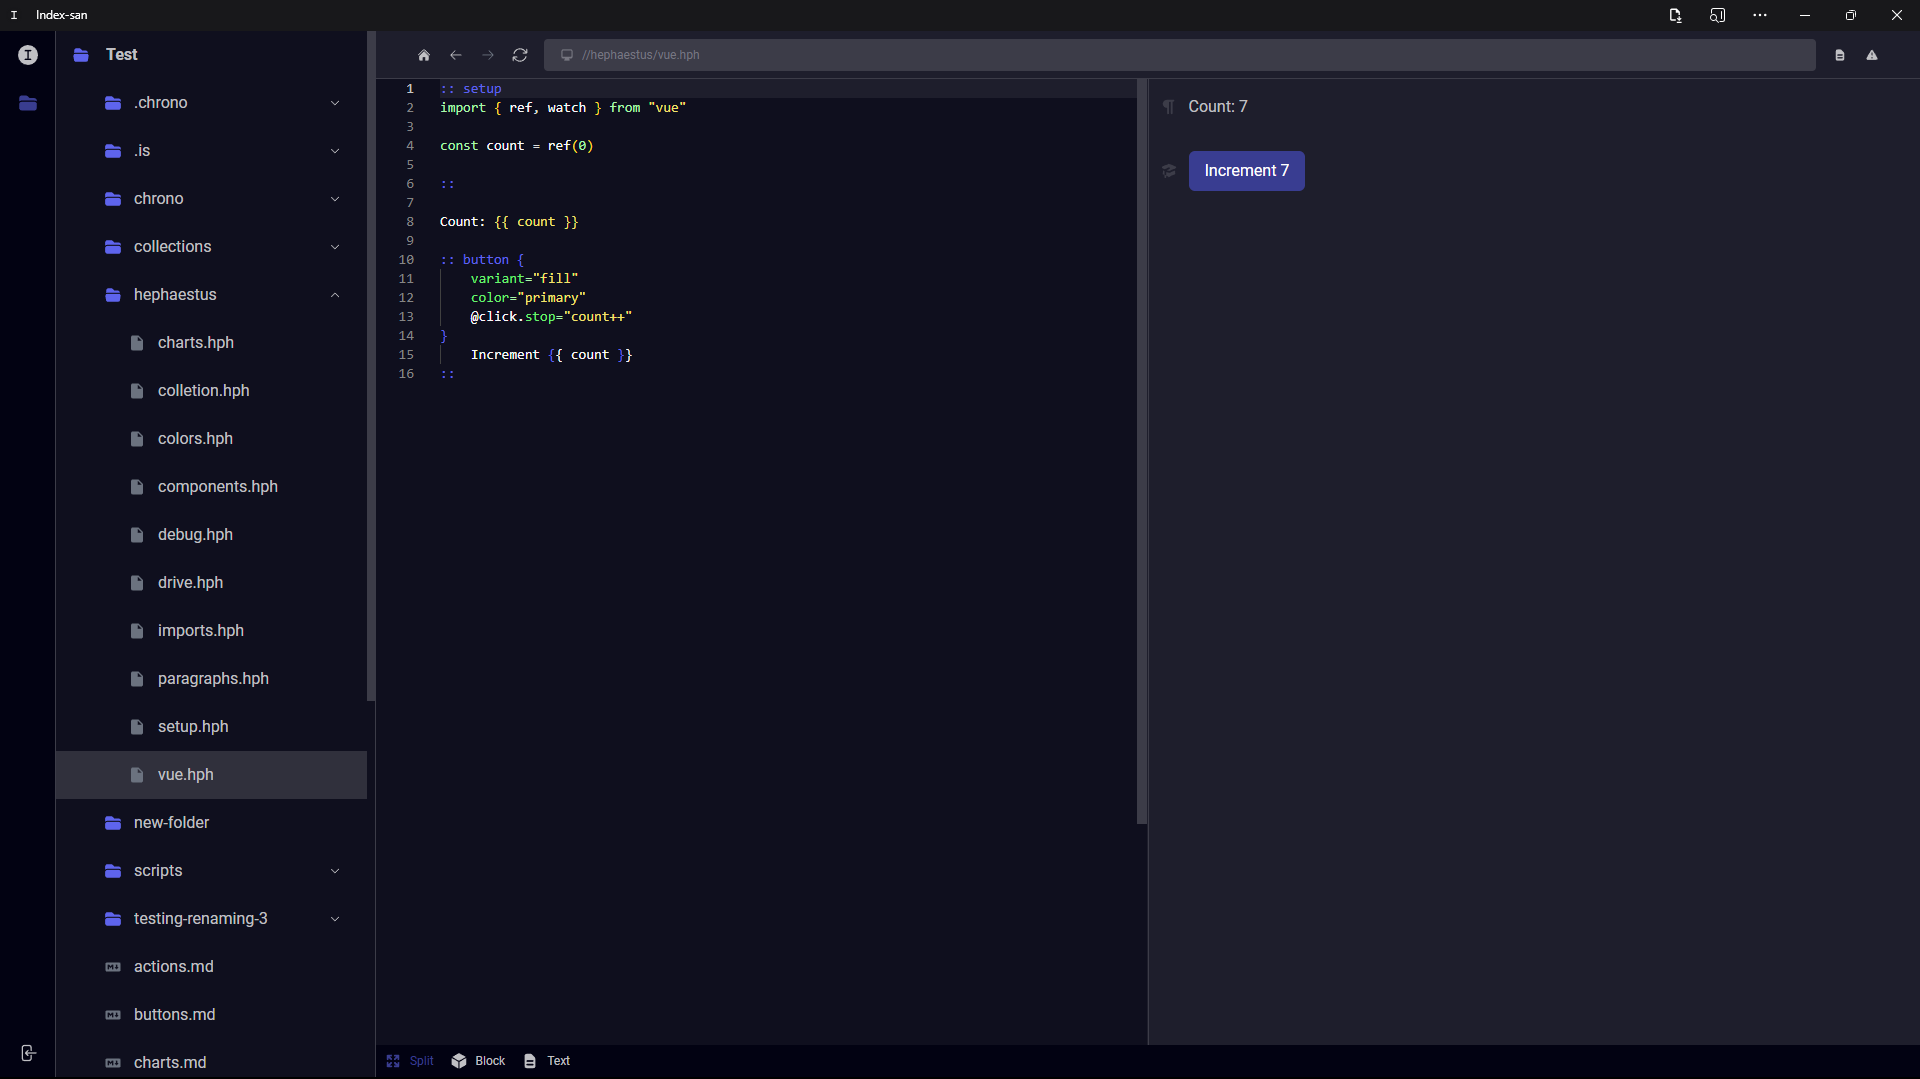 I Index-san
I
Test
.chrono
.is
chrono
collections
hephaestus
charts.hph
colletion.hph
colors.hph
components.hph
debug.hph
drive.hph
imports.hph
paragraphs.hph
setup.hph
vue.hph
new-folder
scripts
testing-renaming-3
actions.md
buttons.md
charts.md
//hephaestus/vue.hph
1 :: setup
2 import { ref, watch } from "vue"
3
4 const count = ref(0)
5
6 ::
7
8 Count: {{ count }}
9
10 :: button {
11 variant="fill"
12 color="primary"
13 @click.stop="count++"
14 }
15 Increment {{ count }}
16 ::
Count: 7
Increment 7
Split Block Text